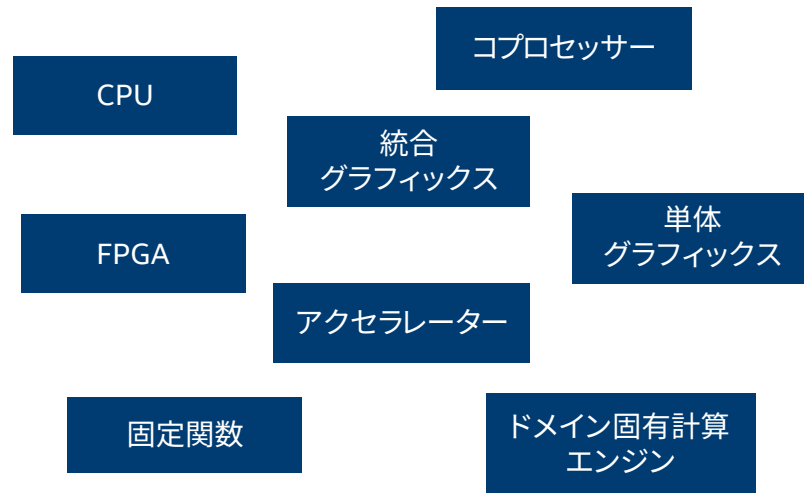 コプロセッサー
CPU
統合
グラフィックス
単体
グラフィックス
FPGA
アクセラレーター
固定関数
ドメイン固有計算
エンジン